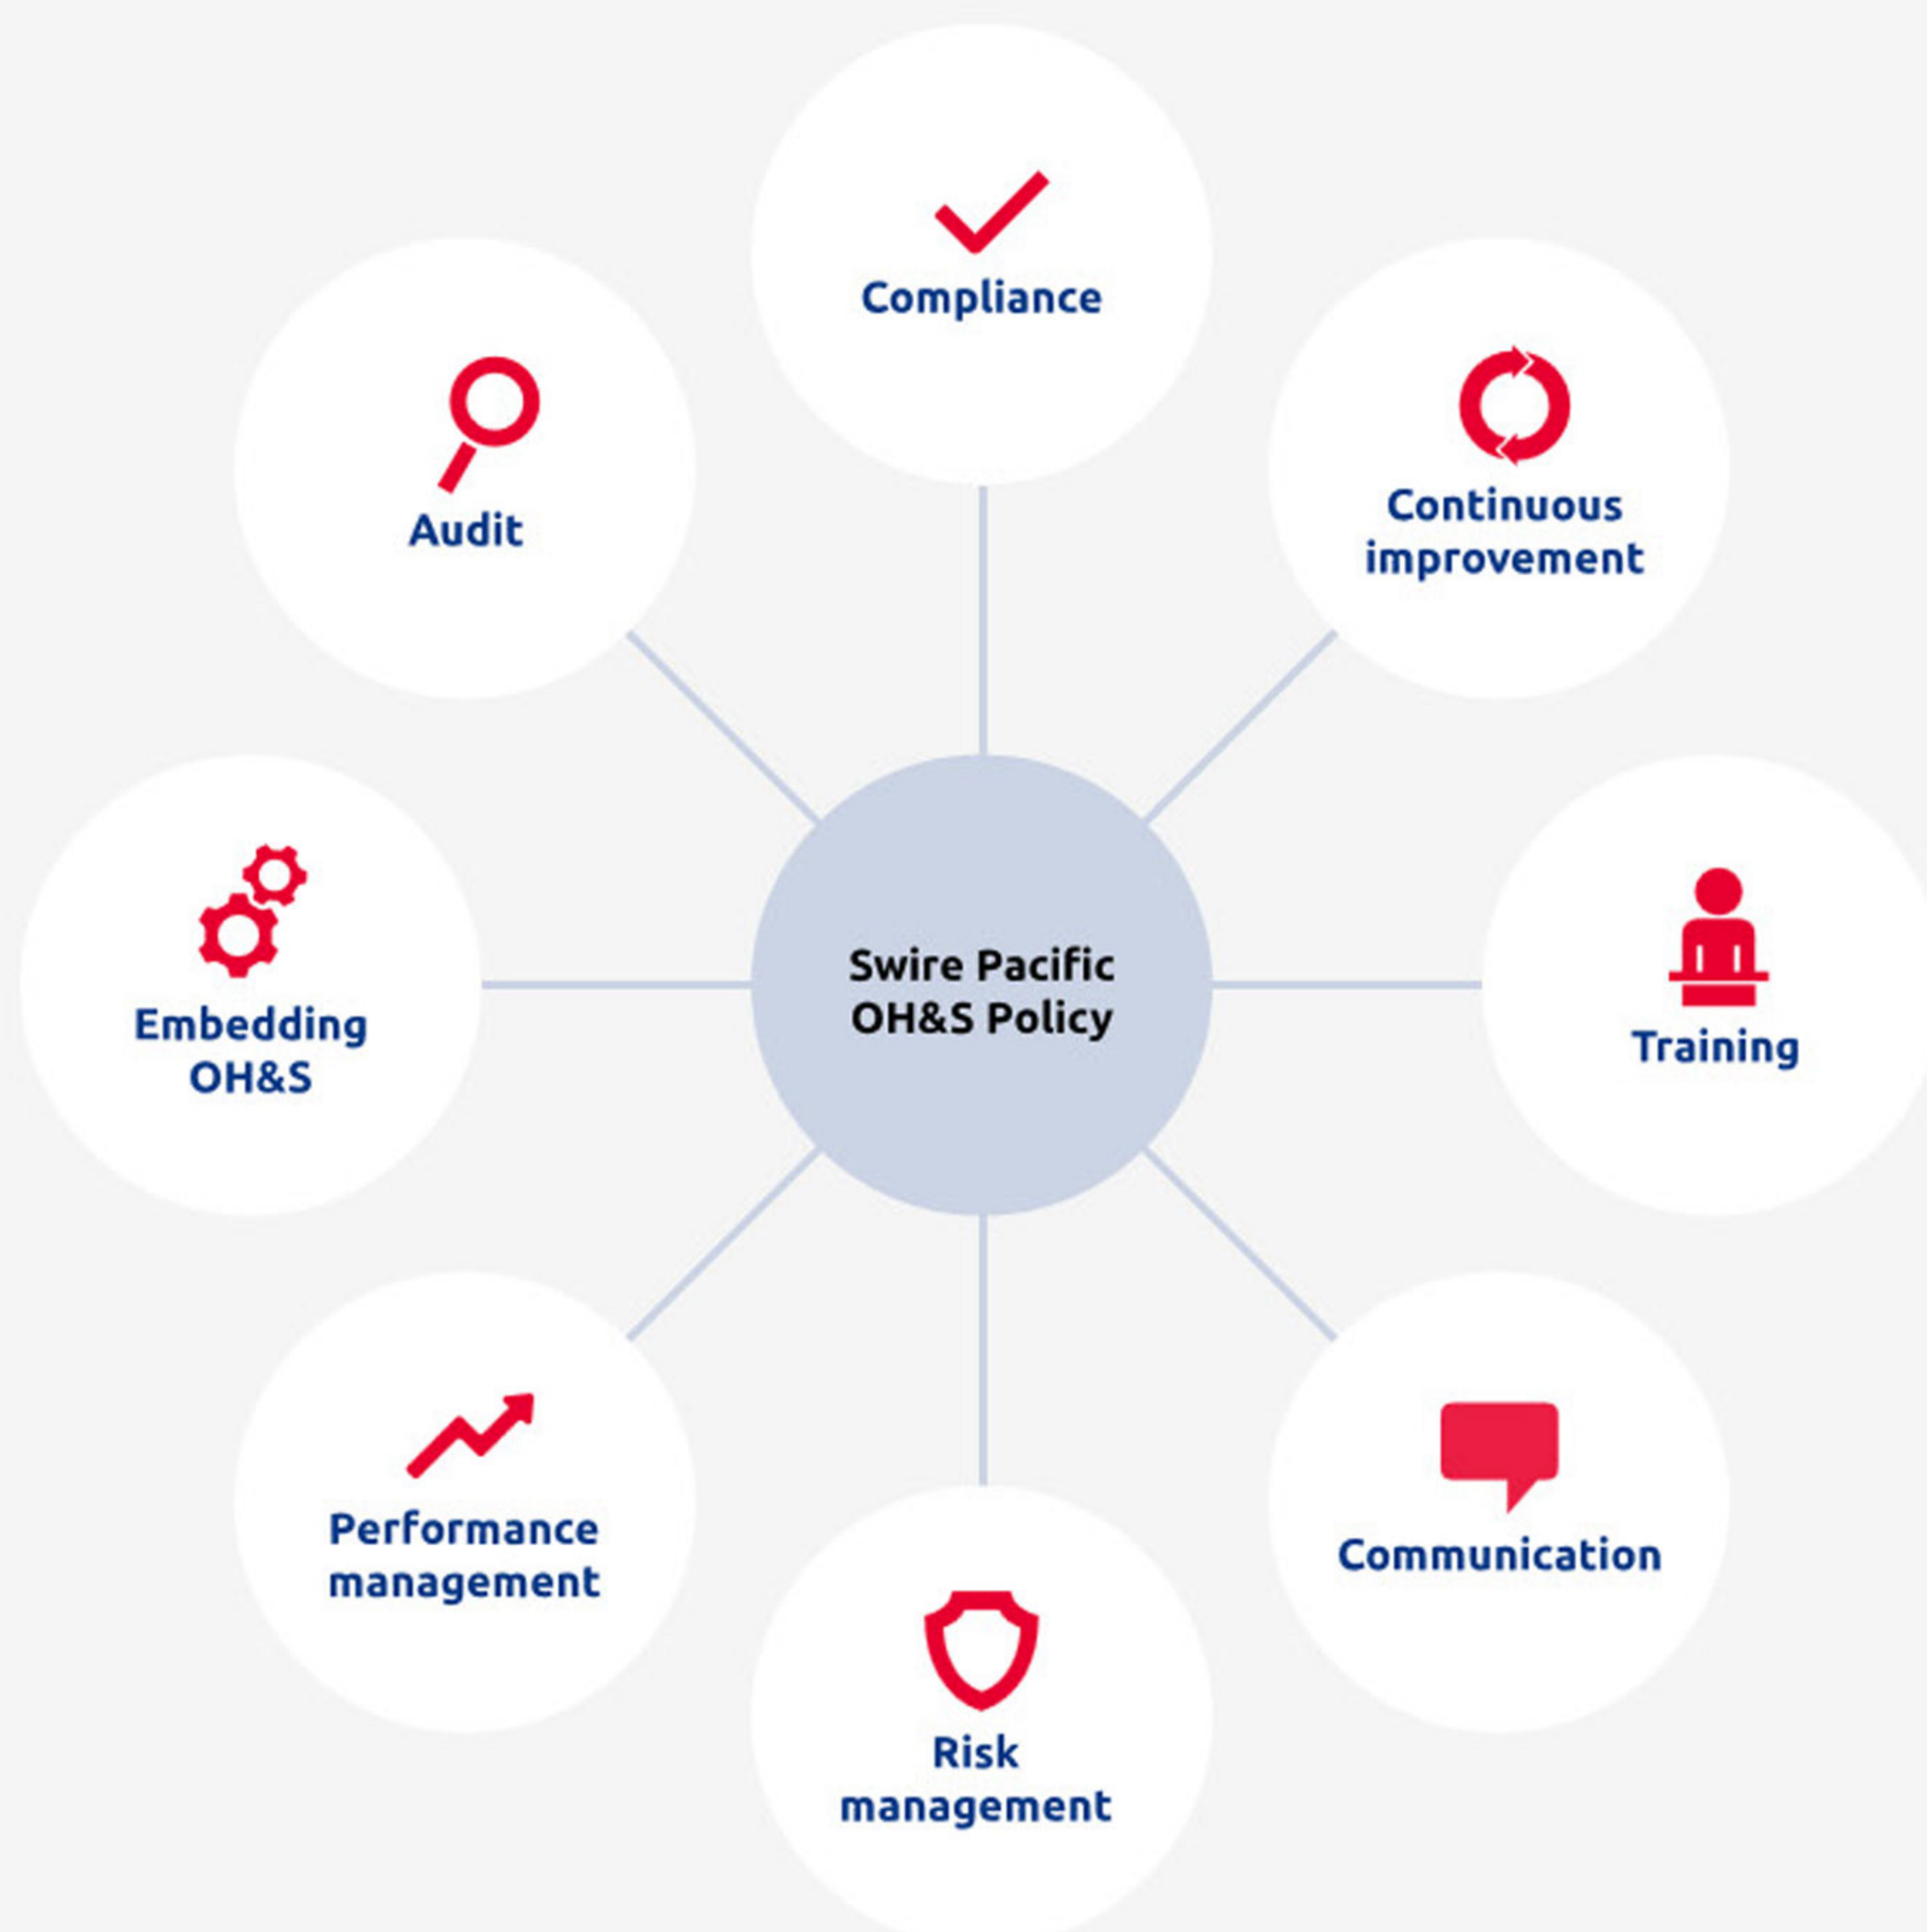 Compliance
Continuous
improvement
Training
Communication
Risk
management
Performance
management
Embedding
OH&S
Audit
Swire Pacific
OH&S Policy